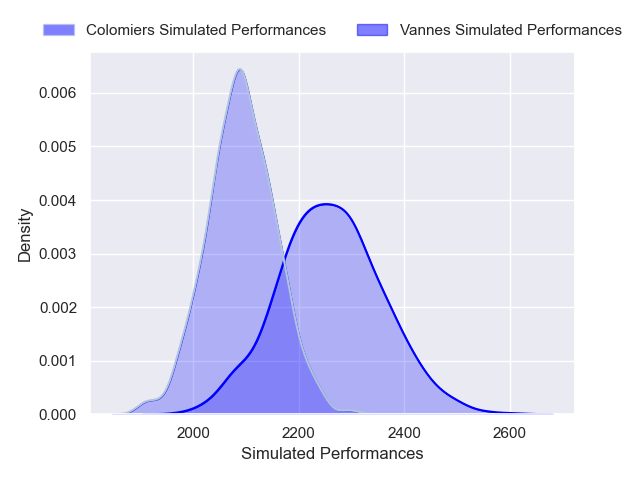 Colomiers Simulated Performances Vannes Simulated Performances
0.006
0.005
0.004
0.003
0.002
0.001
0.000
Density
2000 2200 2400 2600
Simulated Performances